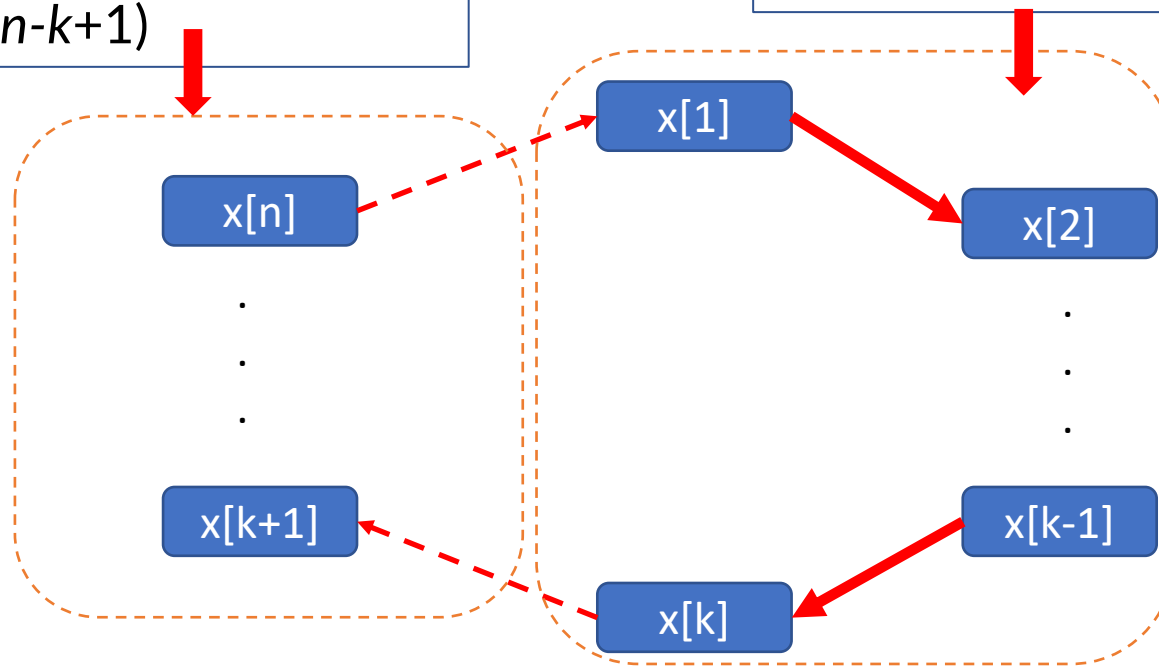 n-k+1)
x[1]
x[n]
x[2]
.
.
.
.
.
.
x[k+1]
x[k-1]
x[k]